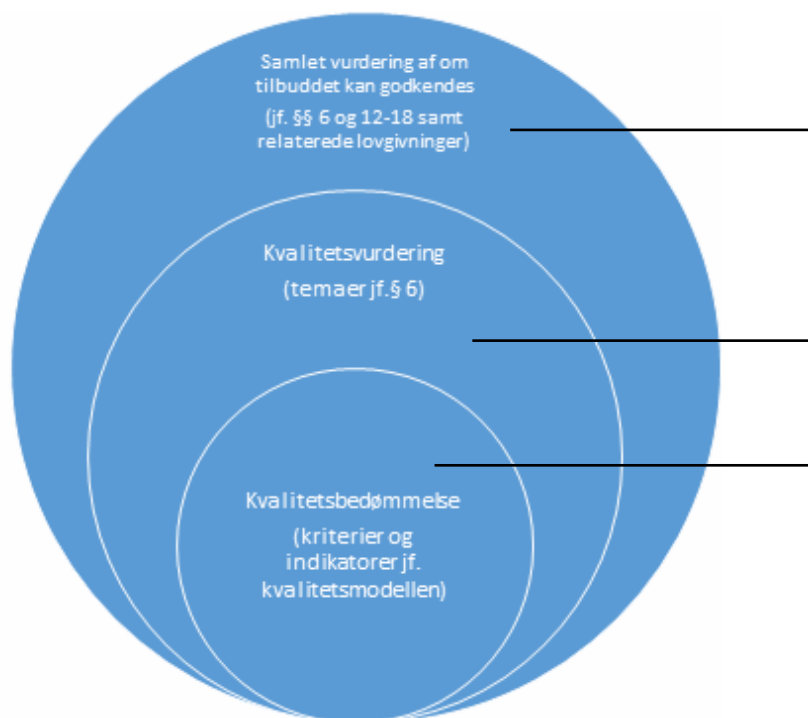 Samlet vurdering af om
tilbuddet kan godkendes
(jf. §§ 6 og 12-18 samt
relaterede lovgivninger)
Kvalitetsvurdering
(temaer jf. § 6)
Kvalitetsbedømmelse
(kriterier og
indikatorer jf.
kvalitetsmodellen)